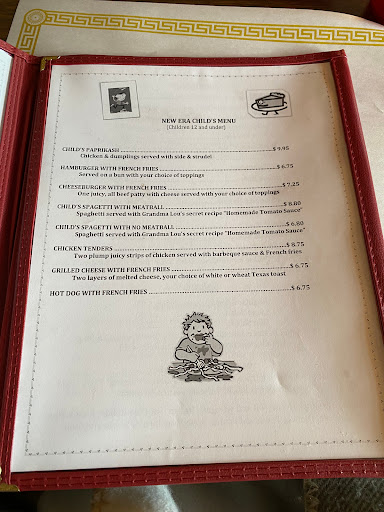 NEW ERA CHILD'S MENU
(Children 12 and under)
CHILD'S PAPRIKASH ..... $ 9.95
Chicken & dumplings served with side & strudel
HAMBURGER WITH FRENCH FRIES ..... $ 6.75
Served on a bun with your choice of toppings
CHEESEBURGER WITH FRENCH FRIES ..... $ 7.25
One juicy, all beef patty with cheese served with your choice of toppings
CHILD'S SPAGETTI WITH MEATBALL ..... $ 8.80
Spaghetti served with Grandma Lou's secret recipe "Homemade Tomato Sauce"
CHILD'S SPAGETTI WITH NO MEATBALL ..... $ 6.80
Spaghetti served with Grandma Lou's secret recipe "Homemade Tomato Sauce"
CHICKEN TENDERS ..... $ 8.75
Two plump juicy strips of chicken served with barbeque sauce & French fries
GRILLED CHEESE WITH FRENCH FRIES ..... $ 6.75
Two layers of melted cheese, your choice of white or wheat Texas toast
HOT DOG WITH FRENCH FRIES ..... $ 6.75